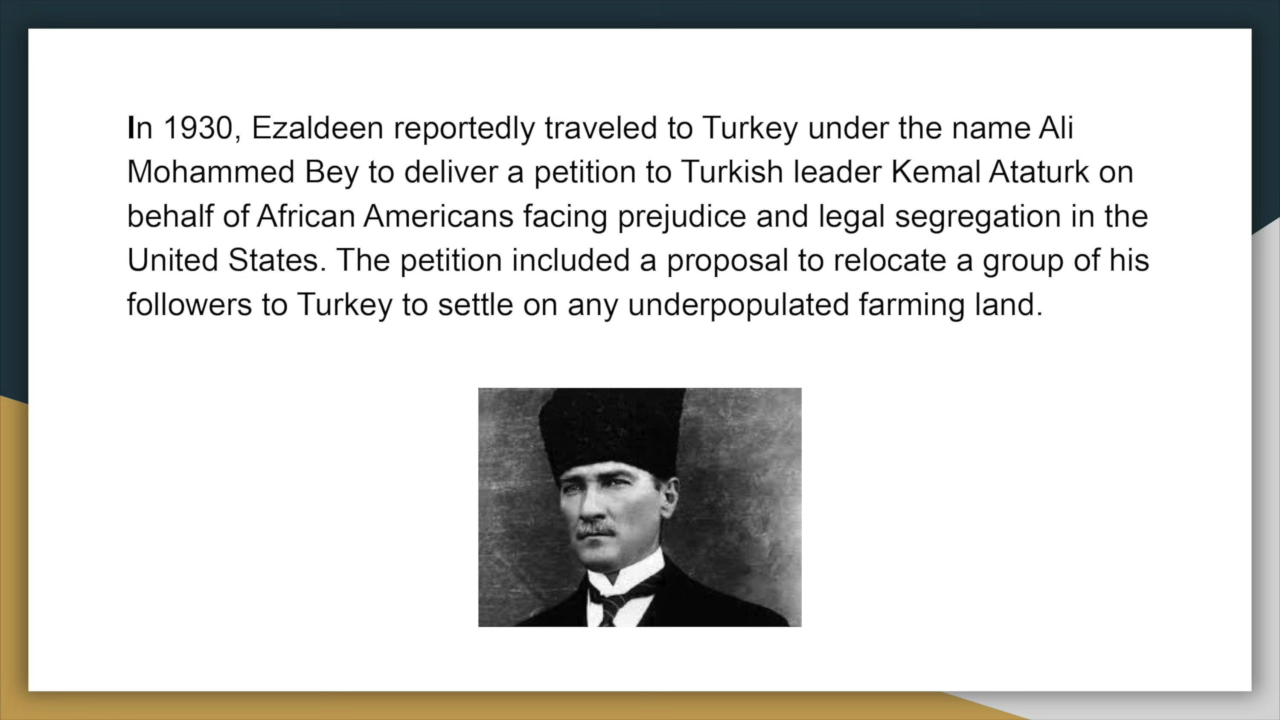 In 1930, Ezaldeen reportedly traveled to Turkey under the name Ali
Mohammed Bey to deliver a petition to Turkish leader Kemal Ataturk on
behalf of African Americans facing prejudice and legal segregation in the
United States. The petition included a proposal to relocate a group of his
followers to Turkey to settle on any underpopulated farming land.